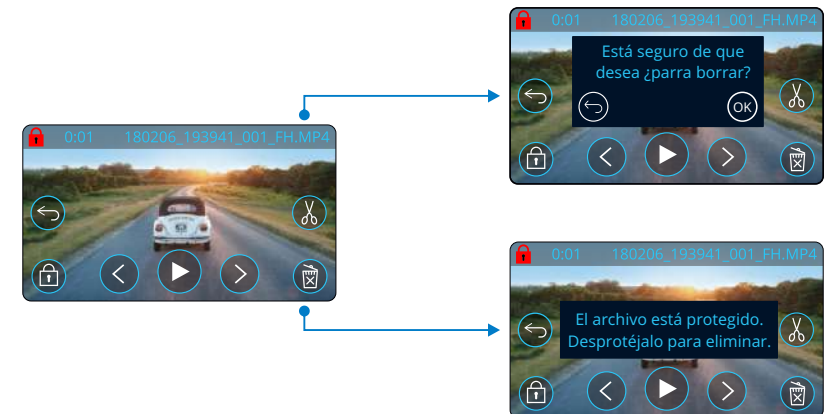 0:01 180206_193941_001_FH.MP4
0:01 180206_193941_001_FH.MP4
Está seguro de que
desea ¿parra borrar?
OK
0:01 180206_193941_001_FH.MP4
El archivo está protegido.
Desprotéjalo para eliminar.